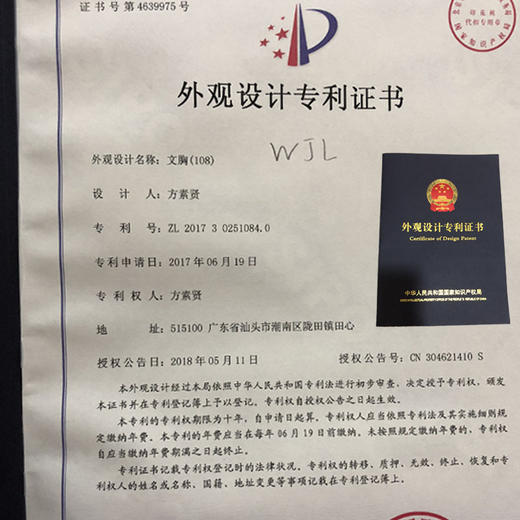 证书号第4639975号
外观设计专利证书
外观设计名称：文胸(108)
WJL
设计人：方素贤
专利号：ZL 2017 3 0251084.0
专利申请日：2017年06月19日
专利权人：方素贤
地址：515100 广东省汕头市潮南区陇田镇田心
授权公告日：2018年05月11日 授权公告号：CN 304621410 S
本外观设计经过本局依照中华人民共和国专利法进行初步审查，决定授予专利权，颁发
本证书并在专利登记簿上予以登记。专利权自授权公告之日起生效。
本专利的专利权期限为十年，自申请日起算。专利权人应当依照专利法及其实施细则规
定缴纳年费。本专利的年费应当在每年06月19日前缴纳。未按照规定缴纳年费的，专利权
自应当缴纳年费期满之日起终止。
专利证书记载专利权登记时的法律状况。专利权的转移、质押、无效、终止、恢复和专
利权人的姓名或名称、国籍、地址变更等事项记载在专利登记簿上。
外观设计专利证书
Certificate of Design Patent
中华人民共和国国家知识产权局
STATE INTELLECTUAL PROPERTY OFFICE OF THE PEOPLE'S REPUBLIC OF CHINA
代办专用章